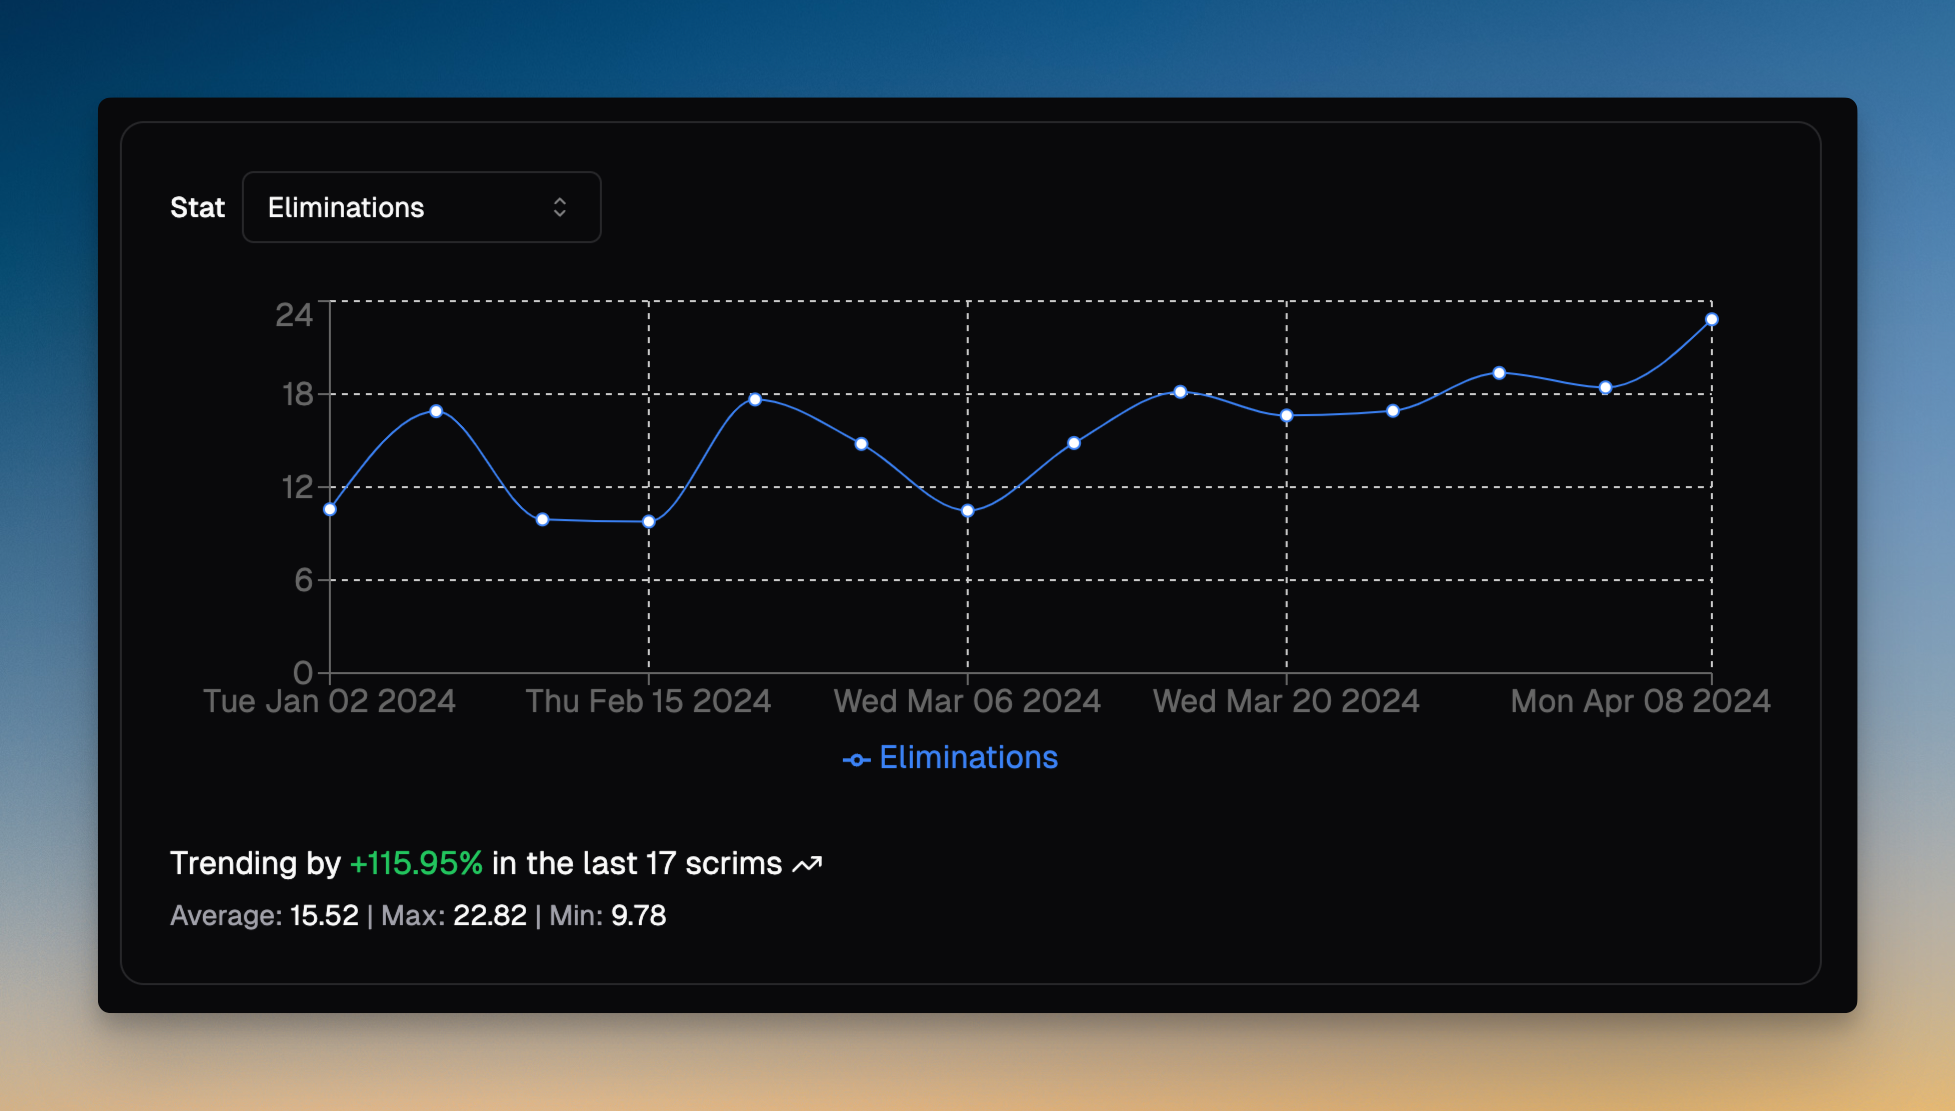 Stat Eliminations
24
18
12
6
0
Tue Jan 02 2024 Thu Feb 15 2024 Wed Mar 06 2024 Wed Mar 20 2024 Mon Apr 08 2024
Eliminations
Trending by +115.95% in the last 17 scrims
Average: 15.52 | Max: 22.82 | Min: 9.78